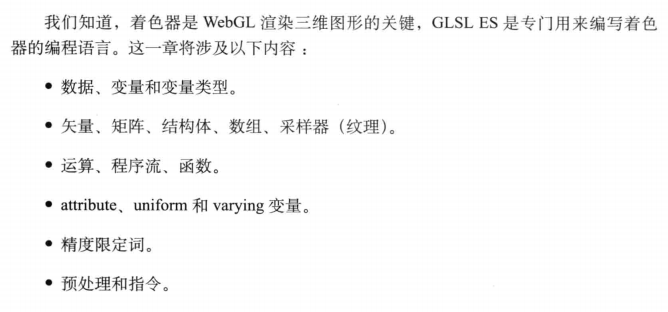 我们知道，着色器是 WebGL 渲染三维图形的关键，GLSL ES 是专门用来编写着色
器的编程语言。这一章将涉及以下内容：
• 数据、变量和变量类型。
• 矢量、矩阵、结构体、数组、采样器（纹理）。
• 运算、程序流、函数。
• attribute、uniform 和 varying 变量。
• 精度限定词。
• 预处理和指令。